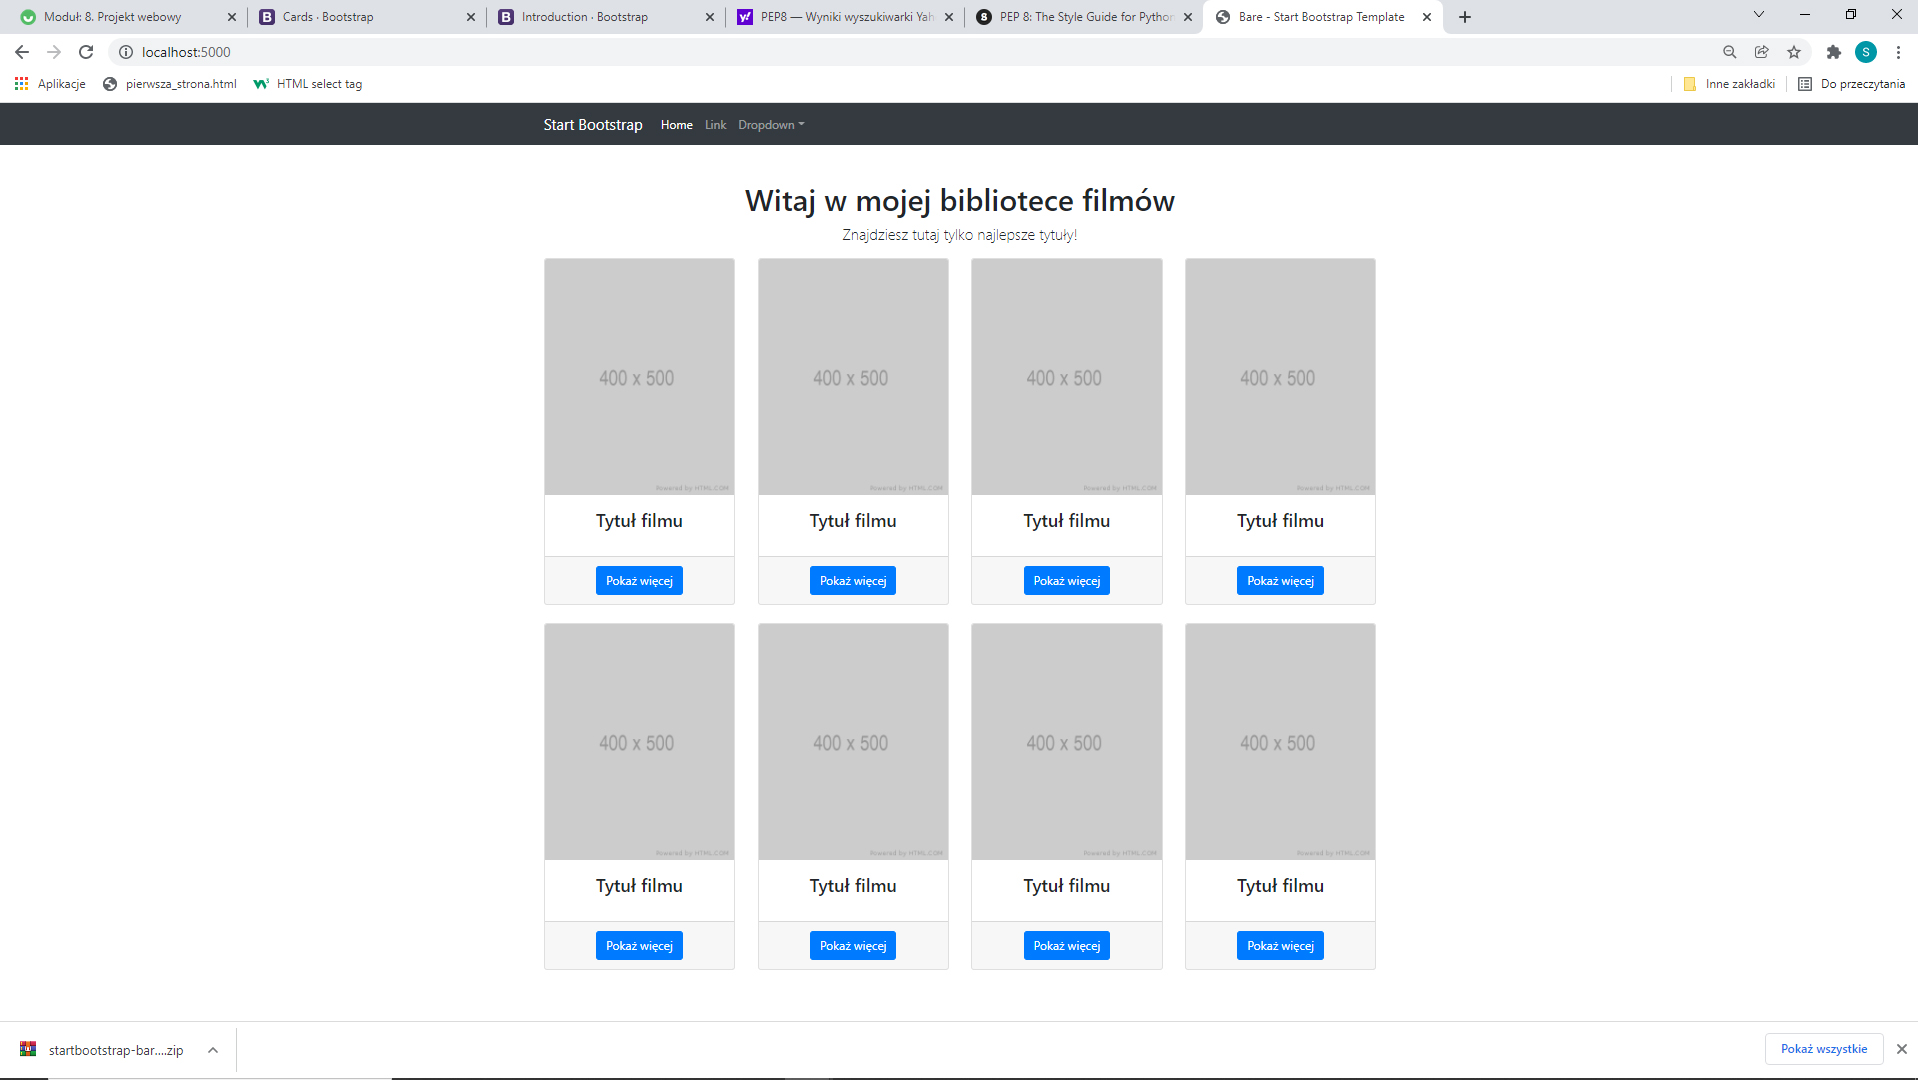 Moduł: 8. Projekt webowy
Cards · Bootstrap
Introduction · Bootstrap
PEP8 — Wyniki wyszukiwarki Yah
PEP 8: The Style Guide for Python
Bare - Start Bootstrap Template
localhost:5000
S
Aplikacje
pierwsza_strona.html
HTML select tag
Inne zakładki
Do przeczytania
Start Bootstrap
Home
Link
Dropdown
Witaj w mojej bibliotece filmów
Znajdziesz tutaj tylko najlepsze tytuły!
400 x 500
400 x 500
400 x 500
400 x 500
Powered by HTML.COM
Powered by HTML.COM
Powered by HTML.COM
Powered by HTML.COM
Tytuł filmu
Tytuł filmu
Tytuł filmu
Tytuł filmu
Pokaż więcej
Pokaż więcej
Pokaż więcej
Pokaż więcej
400 x 500
400 x 500
400 x 500
400 x 500
Powered by HTML.COM
Powered by HTML.COM
Powered by HTML.COM
Powered by HTML.COM
Tytuł filmu
Tytuł filmu
Tytuł filmu
Tytuł filmu
Pokaż więcej
Pokaż więcej
Pokaż więcej
Pokaż więcej
startbootstrap-bar....zip
Pokaż wszystkie